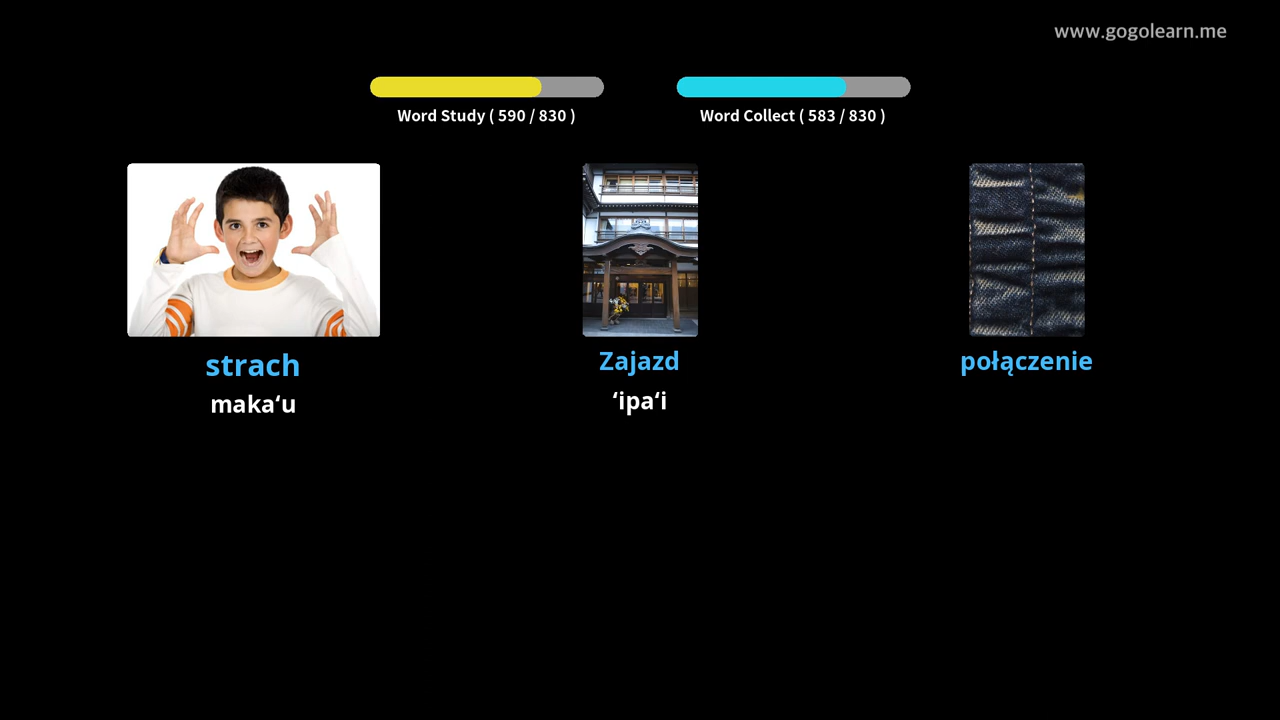 www.gogolearn.me
Word Study ( 590 / 830 )
Word Collect ( 583 / 830 )
strach
makaʻu
Zajazd
ʻipaʻi
połączenie